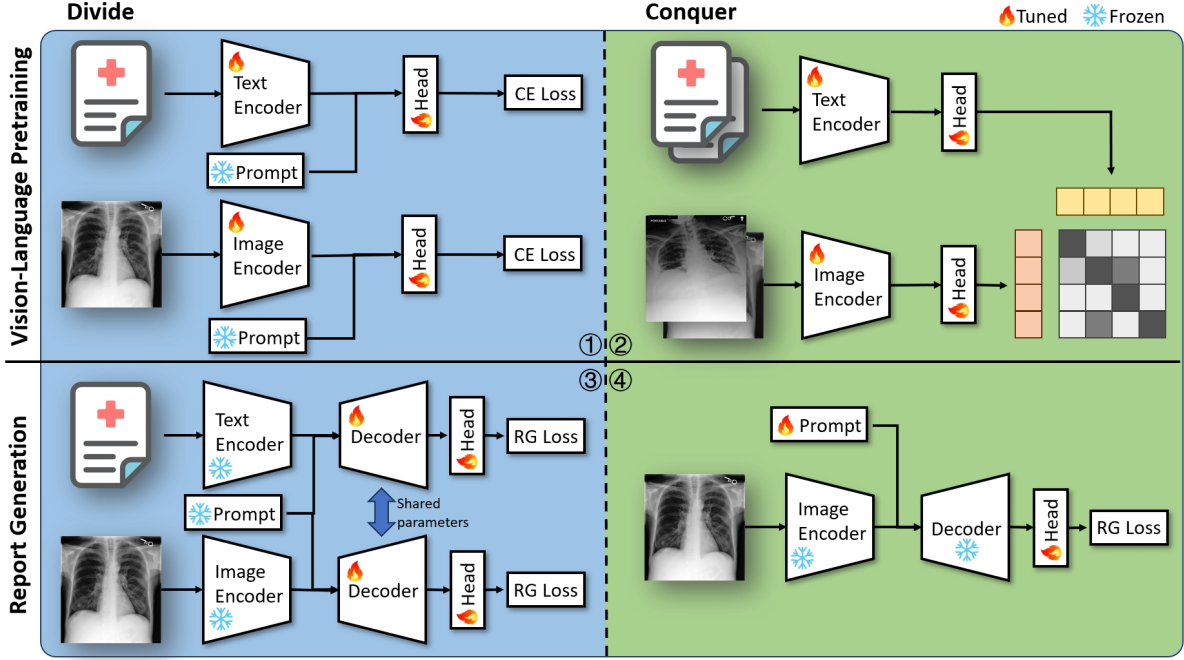 Divide
Conquer
Tuned
Frozen
Vision-Language Pretraining
Text
Encoder
Head
CE Loss
Prompt
Image
Encoder
Head
CE Loss
Prompt
①
Text
Encoder
Head
Image
Encoder
Head
②
Report Generation
③
Text
Encoder
Decoder
Head
RG Loss
Prompt
Shared
parameters
Image
Encoder
Decoder
Head
RG Loss
④
Prompt
Image
Encoder
Decoder
Head
RG Loss